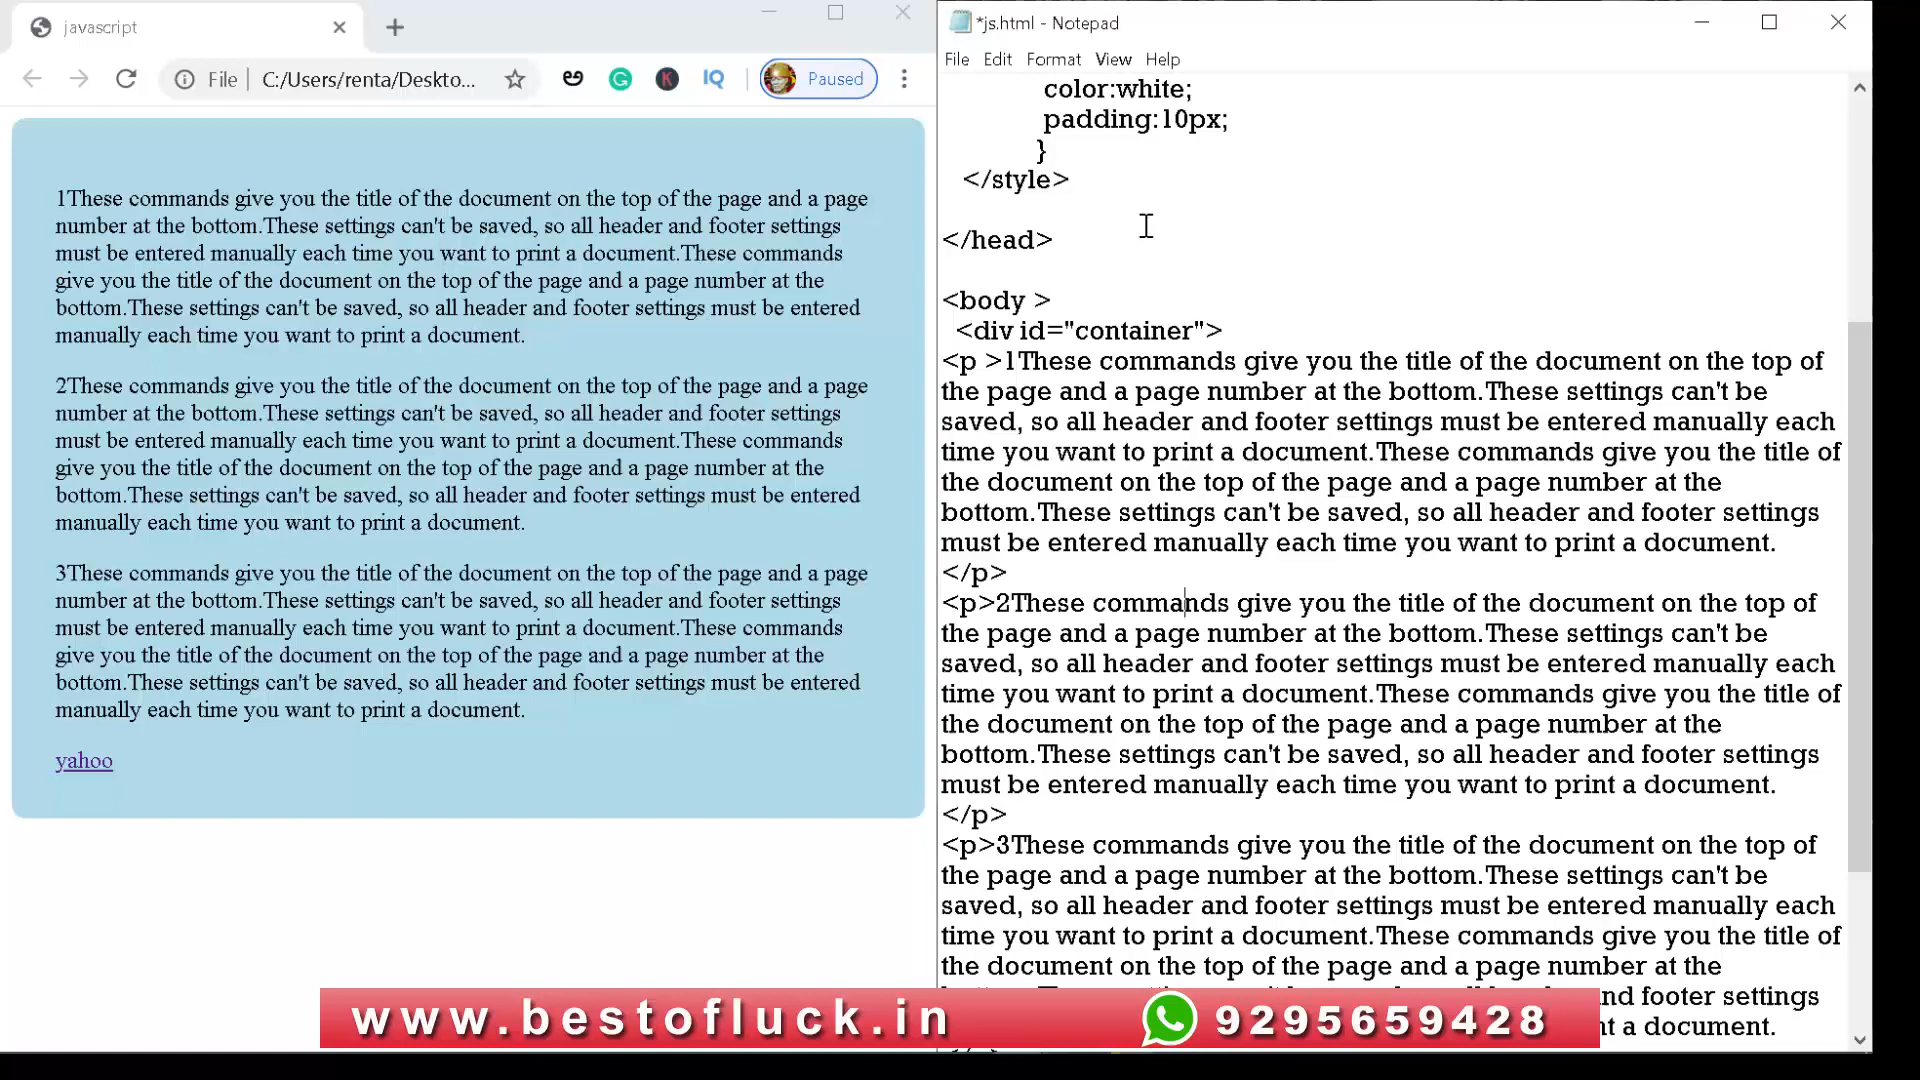 javascript
File C:/Users/renta/Deskto...
IQ
K
Paused
1These commands give you the title of the document on the top of the page and a page
number at the bottom.These settings can't be saved, so all header and footer settings
must be entered manually each time you want to print a document.These commands
give you the title of the document on the top of the page and a page number at the
bottom.These settings can't be saved, so all header and footer settings must be entered
manually each time you want to print a document.
2These commands give you the title of the document on the top of the page and a page
number at the bottom.These settings can't be saved, so all header and footer settings
must be entered manually each time you want to print a document.These commands
give you the title of the document on the top of the page and a page number at the
bottom.These settings can't be saved, so all header and footer settings must be entered
manually each time you want to print a document.
3These commands give you the title of the document on the top of the page and a page
number at the bottom.These settings can't be saved, so all header and footer settings
must be entered manually each time you want to print a document.These commands
give you the title of the document on the top of the page and a page number at the
bottom.These settings can't be saved, so all header and footer settings must be entered
manually each time you want to print a document.
yahoo
*js.html - Notepad
File Edit Format View Help
color:white;
padding:10px;
}
</style>
</head>
<body >
<div id="container">
<p >1These commands give you the title of the document on the top of
the page and a page number at the bottom.These settings can't be
saved, so all header and footer settings must be entered manually each
time you want to print a document.These commands give you the title of
the document on the top of the page and a page number at the
bottom.These settings can't be saved, so all header and footer settings
must be entered manually each time you want to print a document.
</p>
<p>2These commands give you the title of the document on the top of
the page and a page number at the bottom.These settings can't be
saved, so all header and footer settings must be entered manually each
time you want to print a document.These commands give you the title of
the document on the top of the page and a page number at the
bottom.These settings can't be saved, so all header and footer settings
must be entered manually each time you want to print a document.
</p>
<p>3These commands give you the title of the document on the top of
the page and a page number at the bottom.These settings can't be
saved, so all header and footer settings must be entered manually each
time you want to print a document.These commands give you the title of
the document on the top of the page and a page number at the
nd footer settings
nt a document.
www.bestofluck.in 9295659428